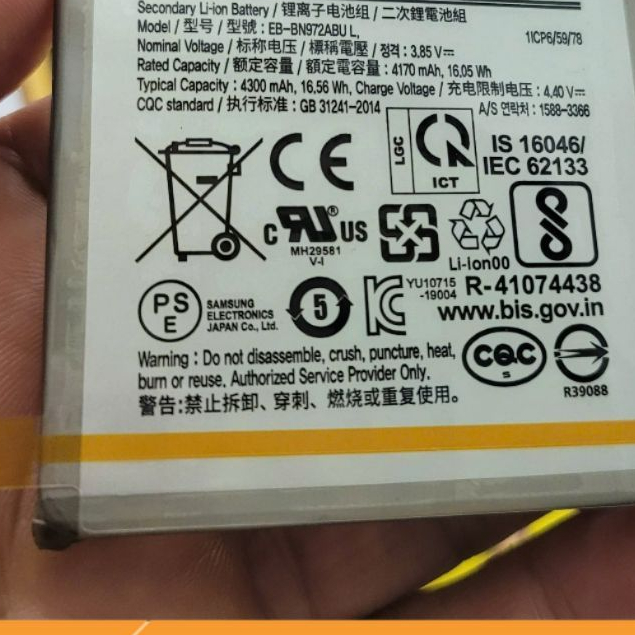 Secondary Li-ion Battery / 锂离子电池组 / 二次鋰電池組
Model / 型号 / 型號 : EB-BN972ABU L,
1ICP6/59/78
Nominal Voltage / 标称电压 / 標稱電壓 / 정격 : 3,85 V⎓
Rated Capacity / 额定容量 / 額定電容量 : 4170 mAh, 16,05 Wh
Typical Capacity : 4300 mAh, 16,56 Wh, Charge Voltage / 充电限制电压 : 4,40 V⎓
CQC standard / 执行标准 : GB 31241-2014
A/S 연락처 : 1588-3366
CE
LGC
ICT
IS 16046/
IEC 62133
c RU ® US
MH29581
V-I
Li-ion00
R-41074438
www.bis.gov.in
PS
E
SAMSUNG
ELECTRONICS
JAPAN Co., Ltd.
5
KC
YU10715
-19004
Warning : Do not disassemble, crush, puncture, heat,
burn or reuse, Authorized Service Provider Only.
警告:禁止拆卸、穿刺、燃烧或重复使用。
CQC
S
R39088